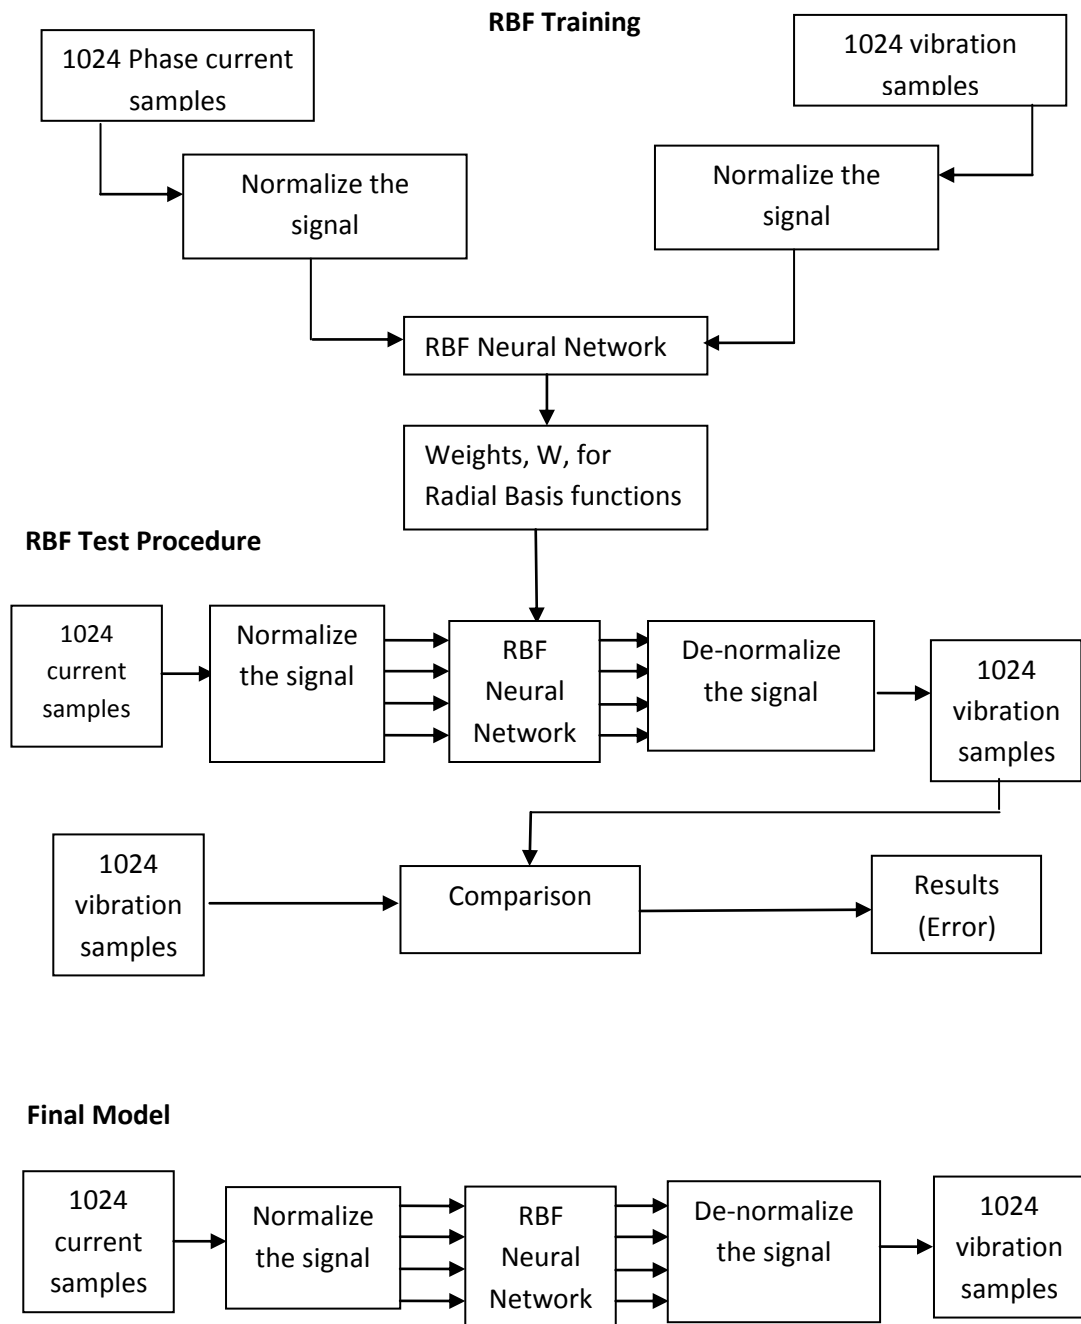 RBF Training
1024 Phase current
samples
1024 vibration
samples
Normalize the
signal
Normalize the
signal
RBF Neural Network
Weights, W, for
Radial Basis functions
RBF Test Procedure
1024
current
samples
Normalize
the signal
RBF
Neural
Network
De-normalize
the signal
1024
vibration
samples
1024
vibration
samples
Comparison
Results
(Error)
Final Model
1024
current
samples
Normalize
the signal
RBF
Neural
Network
De-normalize
the signal
1024
vibration
samples